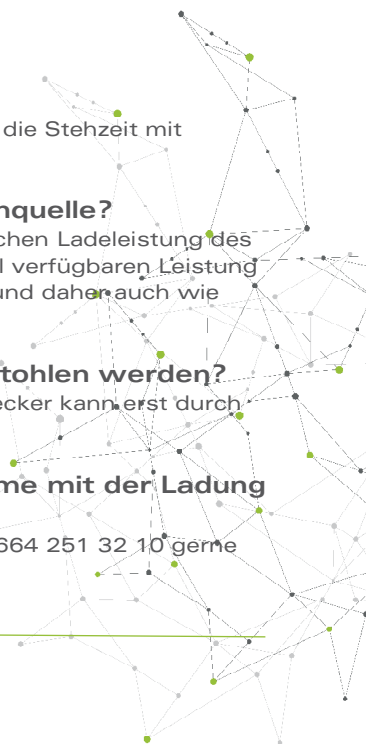 die Stehzeit mit
nquelle?
chen Ladeleistung des
l verfügbaren Leistung
und daher auch wie
tohlen werden?
ecker kann erst durch
me mit der Ladung
664 251 32 10 gerne